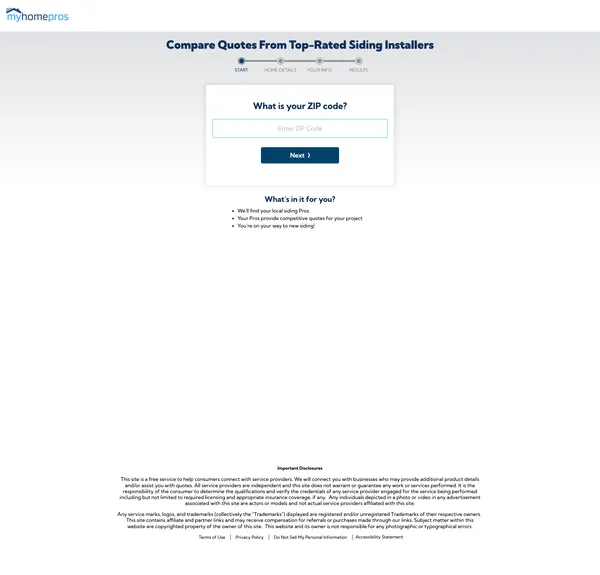 myhomepros
Compare Quotes From Top-Rated Siding Installers
START HOME DETAILS YOUR INFO RESULTS
What is your ZIP code?
Enter ZIP Code
Next ⟩
What's in it for you?
• We'll find your local siding Pros
• Your Pros provide competitive quotes for your project
• You're on your way to new siding!
Important Disclosures
This site is a free service to help consumers connect with service providers. We will connect you with businesses who may provide additional product details
and/or assist you with quotes. All service providers are independent and this site does not warrant or guarantee any work or services performed. It is the
responsibility of the consumer to determine the qualifications and verify the credentials of any service provider engaged for the service being performed
including but not limited to required licensing and appropriate insurance coverage, if any. Any individuals depicted in a photo or video in any advertisement
associated with this site are actors or models and not actual service providers affiliated with this site.
Any service marks, logos, and trademarks (collectively the "Trademarks") displayed are registered and/or unregistered Trademarks of their respective owners.
This site contains affiliate and partner links and may receive compensation for referrals or purchases made through our links. Subject matter within this
website are copyrighted property of the owner of this site. This website and its owner is not responsible for any photographic or typographical errors.
Terms of Use | Privacy Policy | Do Not Sell My Personal Information | Accessibility Statement